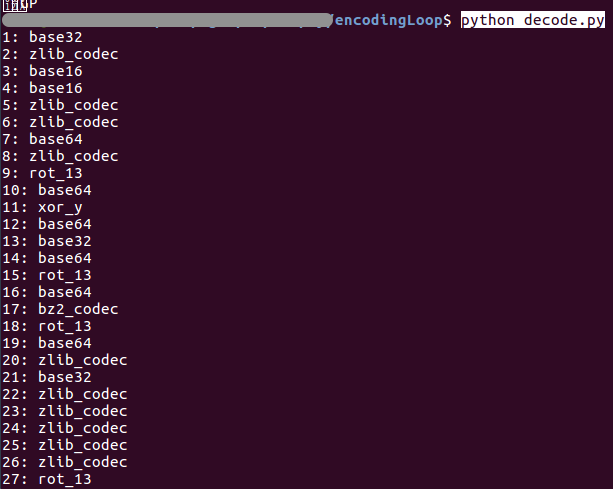 /encodingLoop$ python decode.py
1: base32
2: zlib_codec
3: base16
4: base16
5: zlib_codec
6: zlib_codec
7: base64
8: zlib_codec
9: rot_13
10: base64
11: xor_y
12: base64
13: base32
14: base64
15: rot_13
16: base64
17: bz2_codec
18: rot_13
19: base64
20: zlib_codec
21: base32
22: zlib_codec
23: zlib_codec
24: zlib_codec
25: zlib_codec
26: zlib_codec
27: rot_13